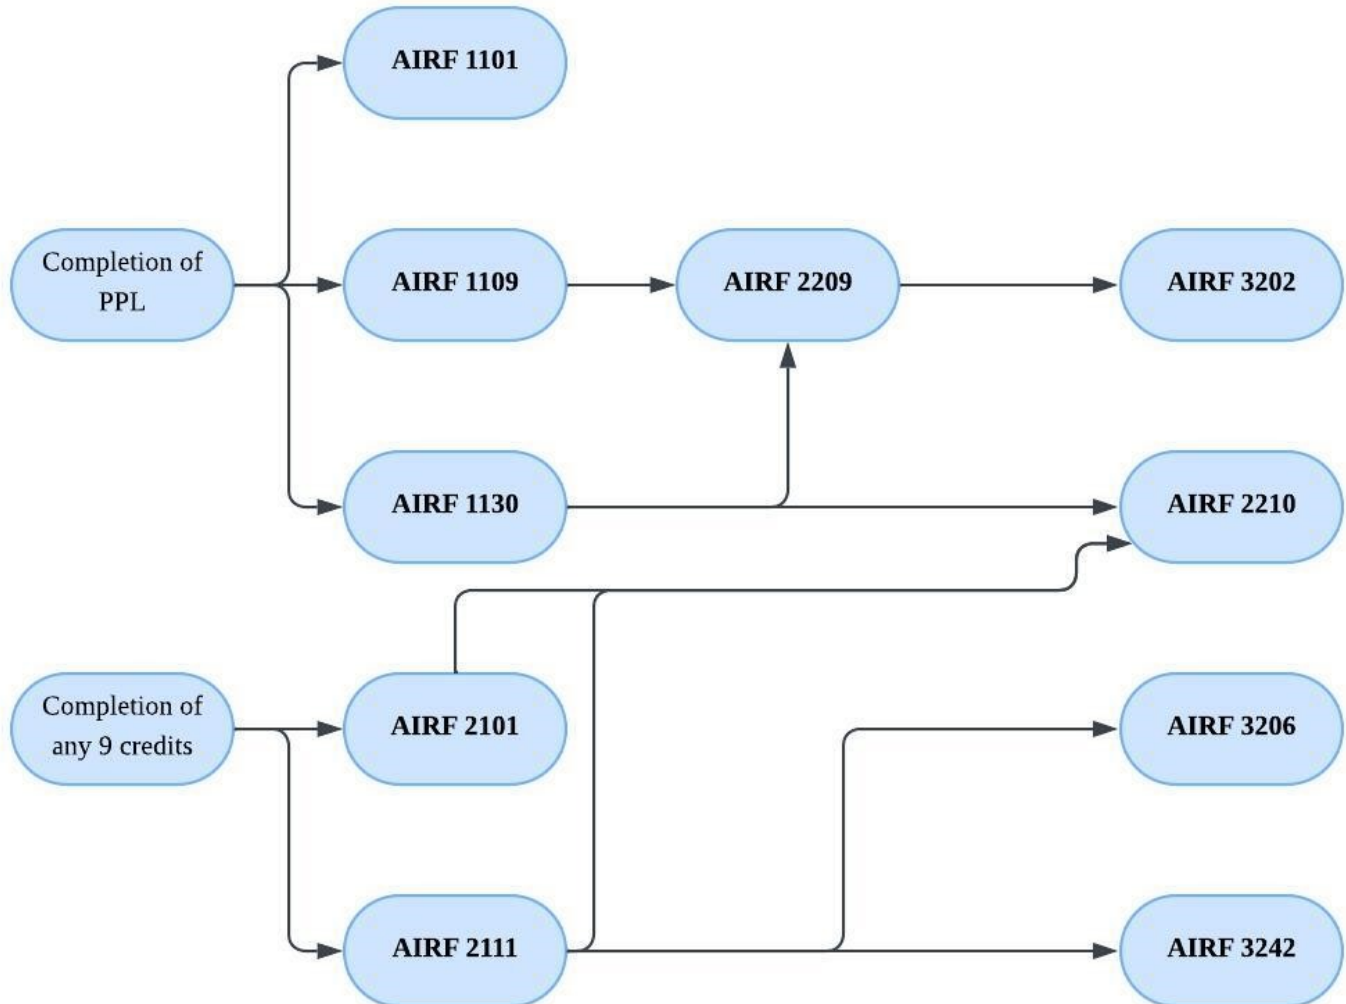 AIRF 1101
Completion of
PPL
AIRF 1109
AIRF 2209
AIRF 3202
AIRF 1130
AIRF 2210
Completion of
any 9 credits
AIRF 2101
AIRF 3206
AIRF 2111
AIRF 3242